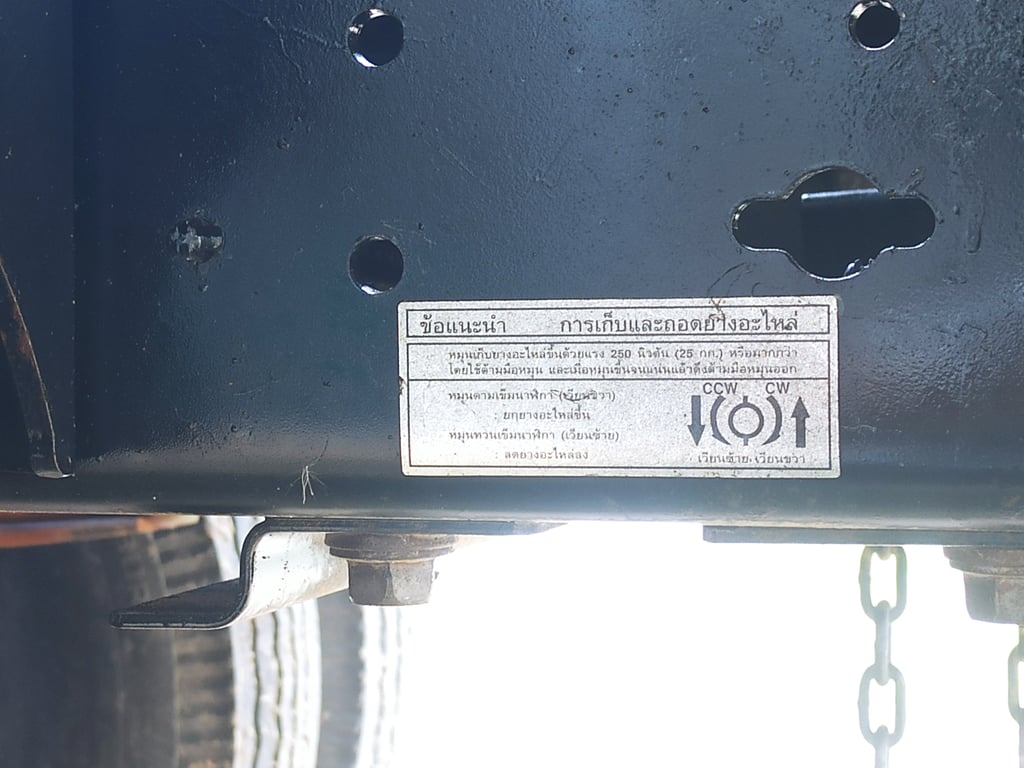 ข้อแนะนำ การเก็บและถอดยางอะไหล่
หมุนเก็บยางอะไหล่ขึ้นด้วยแรง 250 นิวตัน (25 กก.) หรือมากกว่า
โดยใช้ด้ามมือหมุน และเมื่อหมุนขึ้นจนแน่นแล้วดึงด้ามมือหมุนออก
หมุนตามเข็มนาฬิกา (เวียนขวา)
: ยกยางอะไหล่ขึ้น
หมุนทวนเข็มนาฬิกา (เวียนซ้าย)
: ลดยางอะไหล่ลง
CCW CW
เวียนซ้าย เวียนขวา